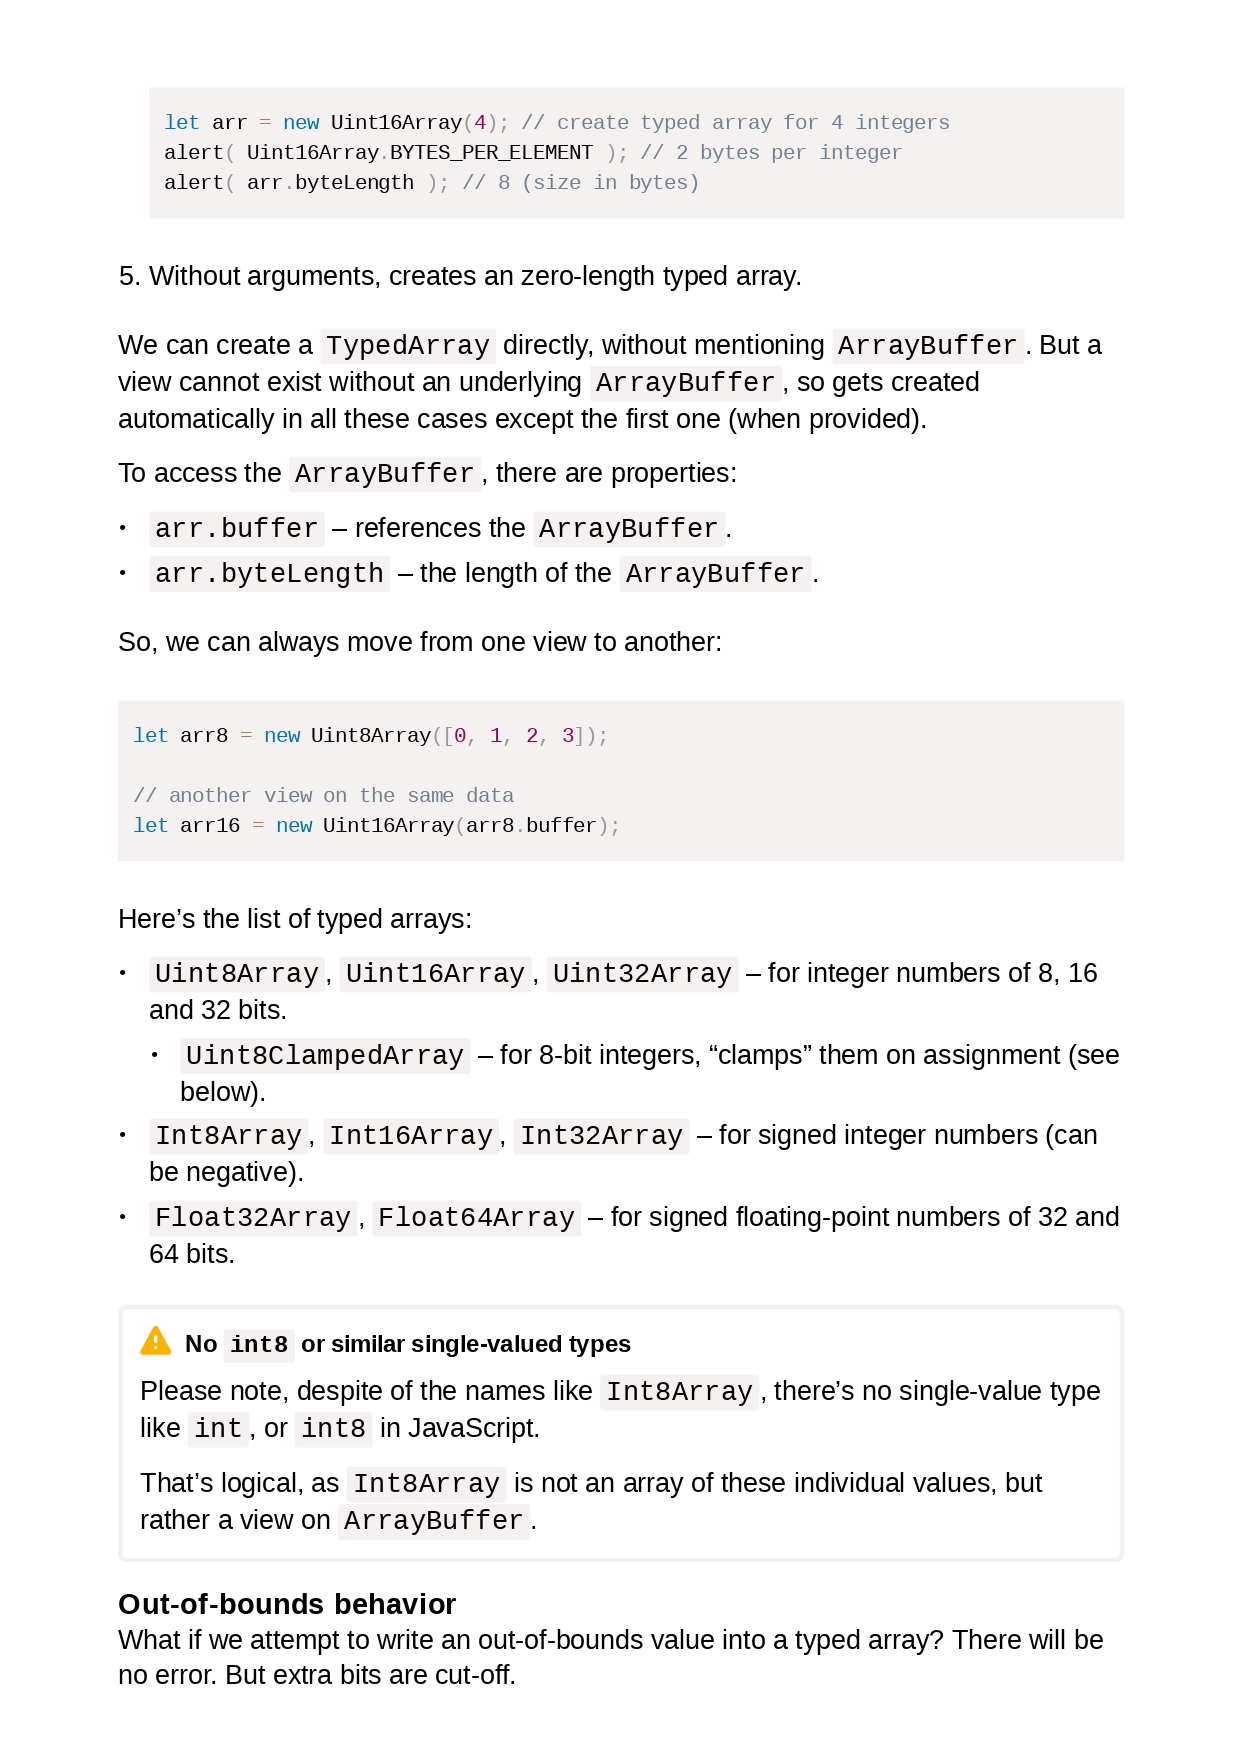 let arr = new Uint16Array(4); // create typed array for 4 integers
alert( Uint16Array.BYTES_PER_ELEMENT ); // 2 bytes per integer
alert( arr.byteLength ); // 8 (size in bytes)
5. Without arguments, creates an zero-length typed array.
We can create a TypedArray directly, without mentioning ArrayBuffer. But a
view cannot exist without an underlying ArrayBuffer, so gets created
automatically in all these cases except the first one (when provided).
To access the ArrayBuffer, there are properties:
• arr.buffer – references the ArrayBuffer.
• arr.byteLength – the length of the ArrayBuffer.
So, we can always move from one view to another:
let arr8 = new Uint8Array([0, 1, 2, 3]);
// another view on the same data
let arr16 = new Uint16Array(arr8.buffer);
Here’s the list of typed arrays:
• Uint8Array, Uint16Array, Uint32Array – for integer numbers of 8, 16
and 32 bits.
• Uint8ClampedArray – for 8-bit integers, “clamps” them on assignment (see
below).
• Int8Array, Int16Array, Int32Array – for signed integer numbers (can
be negative).
• Float32Array, Float64Array – for signed floating-point numbers of 32 and
64 bits.
No int8 or similar single-valued types
Please note, despite of the names like Int8Array, there’s no single-value type
like int, or int8 in JavaScript.
That’s logical, as Int8Array is not an array of these individual values, but
rather a view on ArrayBuffer.
Out-of-bounds behavior
What if we attempt to write an out-of-bounds value into a typed array? There will be
no error. But extra bits are cut-off.